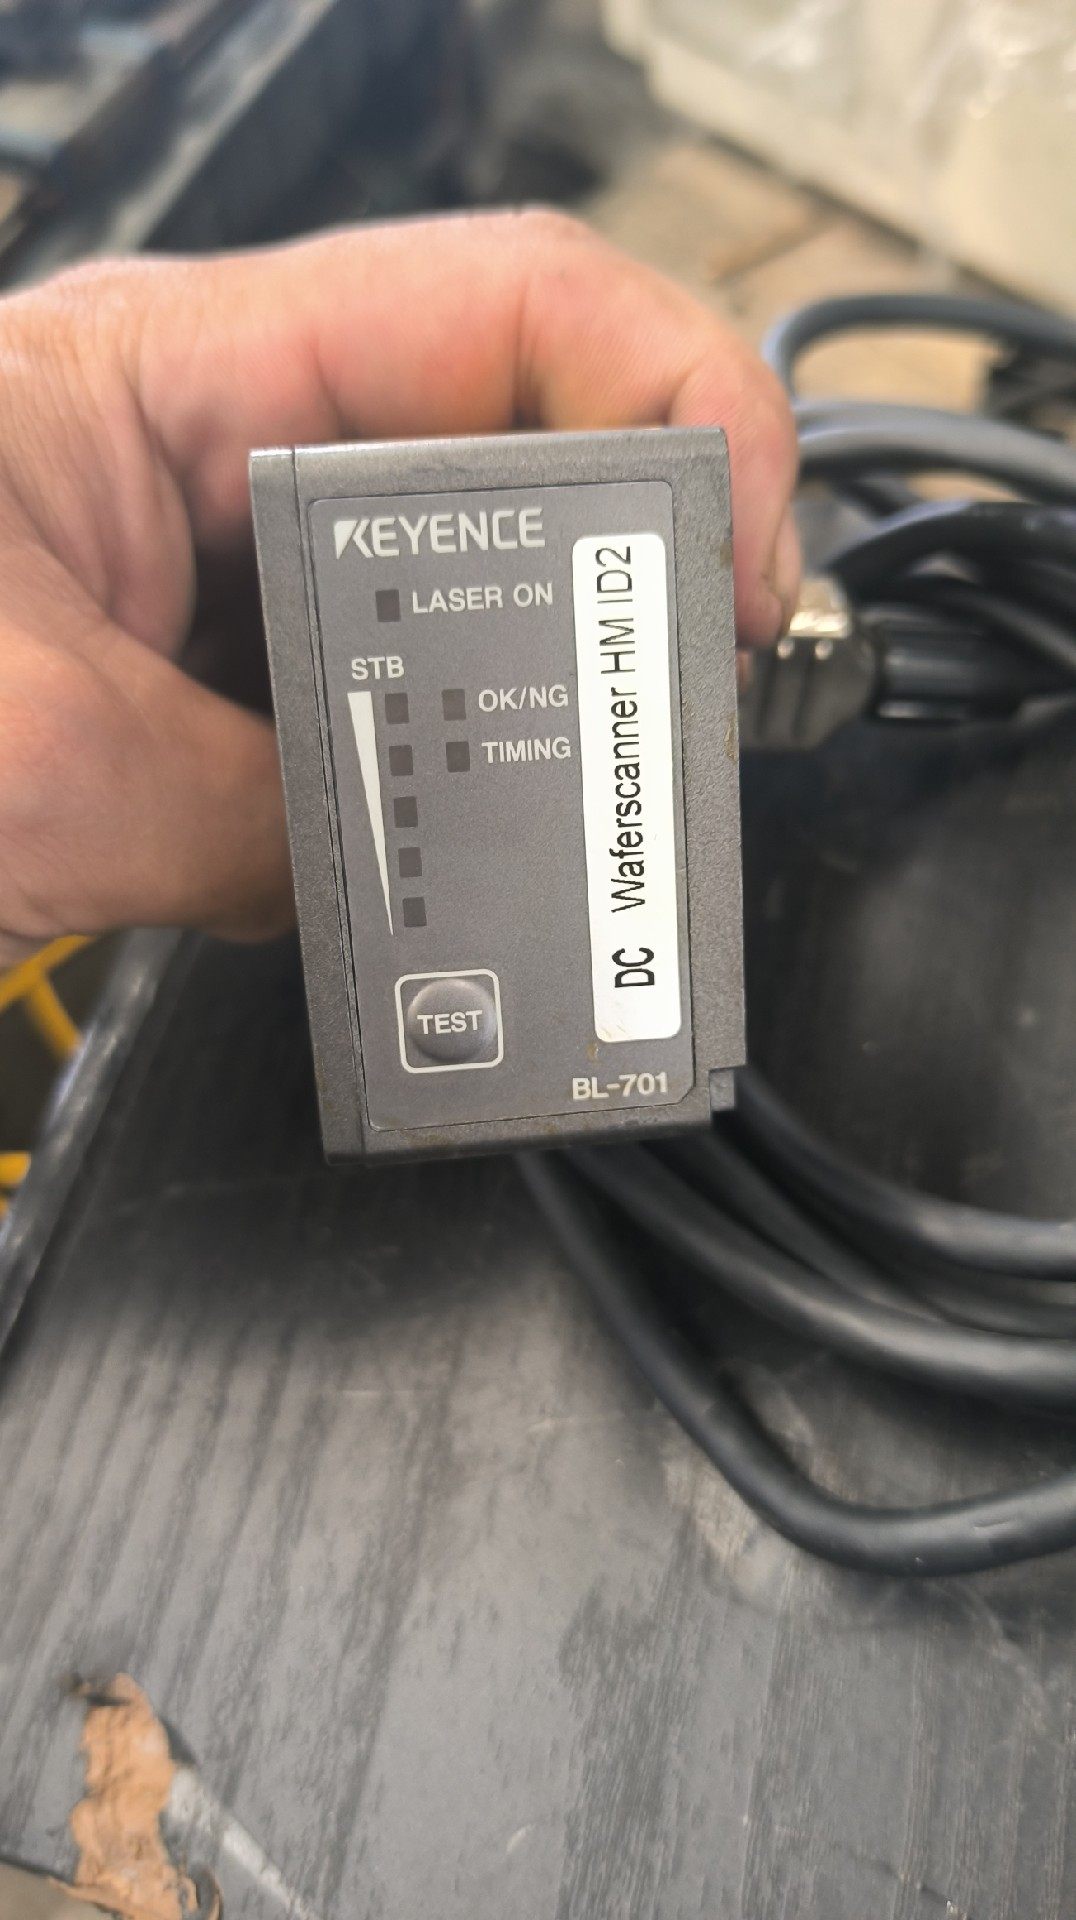 KEYENCE
LASER ON
STB
OK/NG
TIMING
TEST
BL-701
DC Waferscanner HM ID2